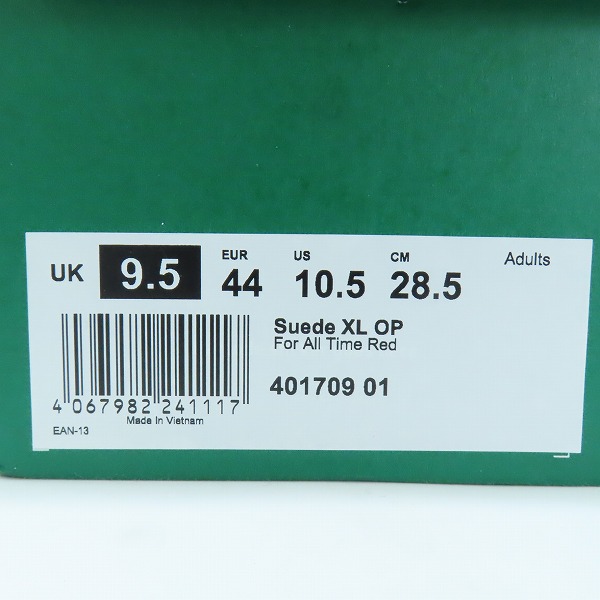 UK 9.5 EUR 44 US 10.5 CM 28.5 Adults
Suede XL OP
For All Time Red
401709 01
4 067982 241117
Made In Vietnam
EAN-13